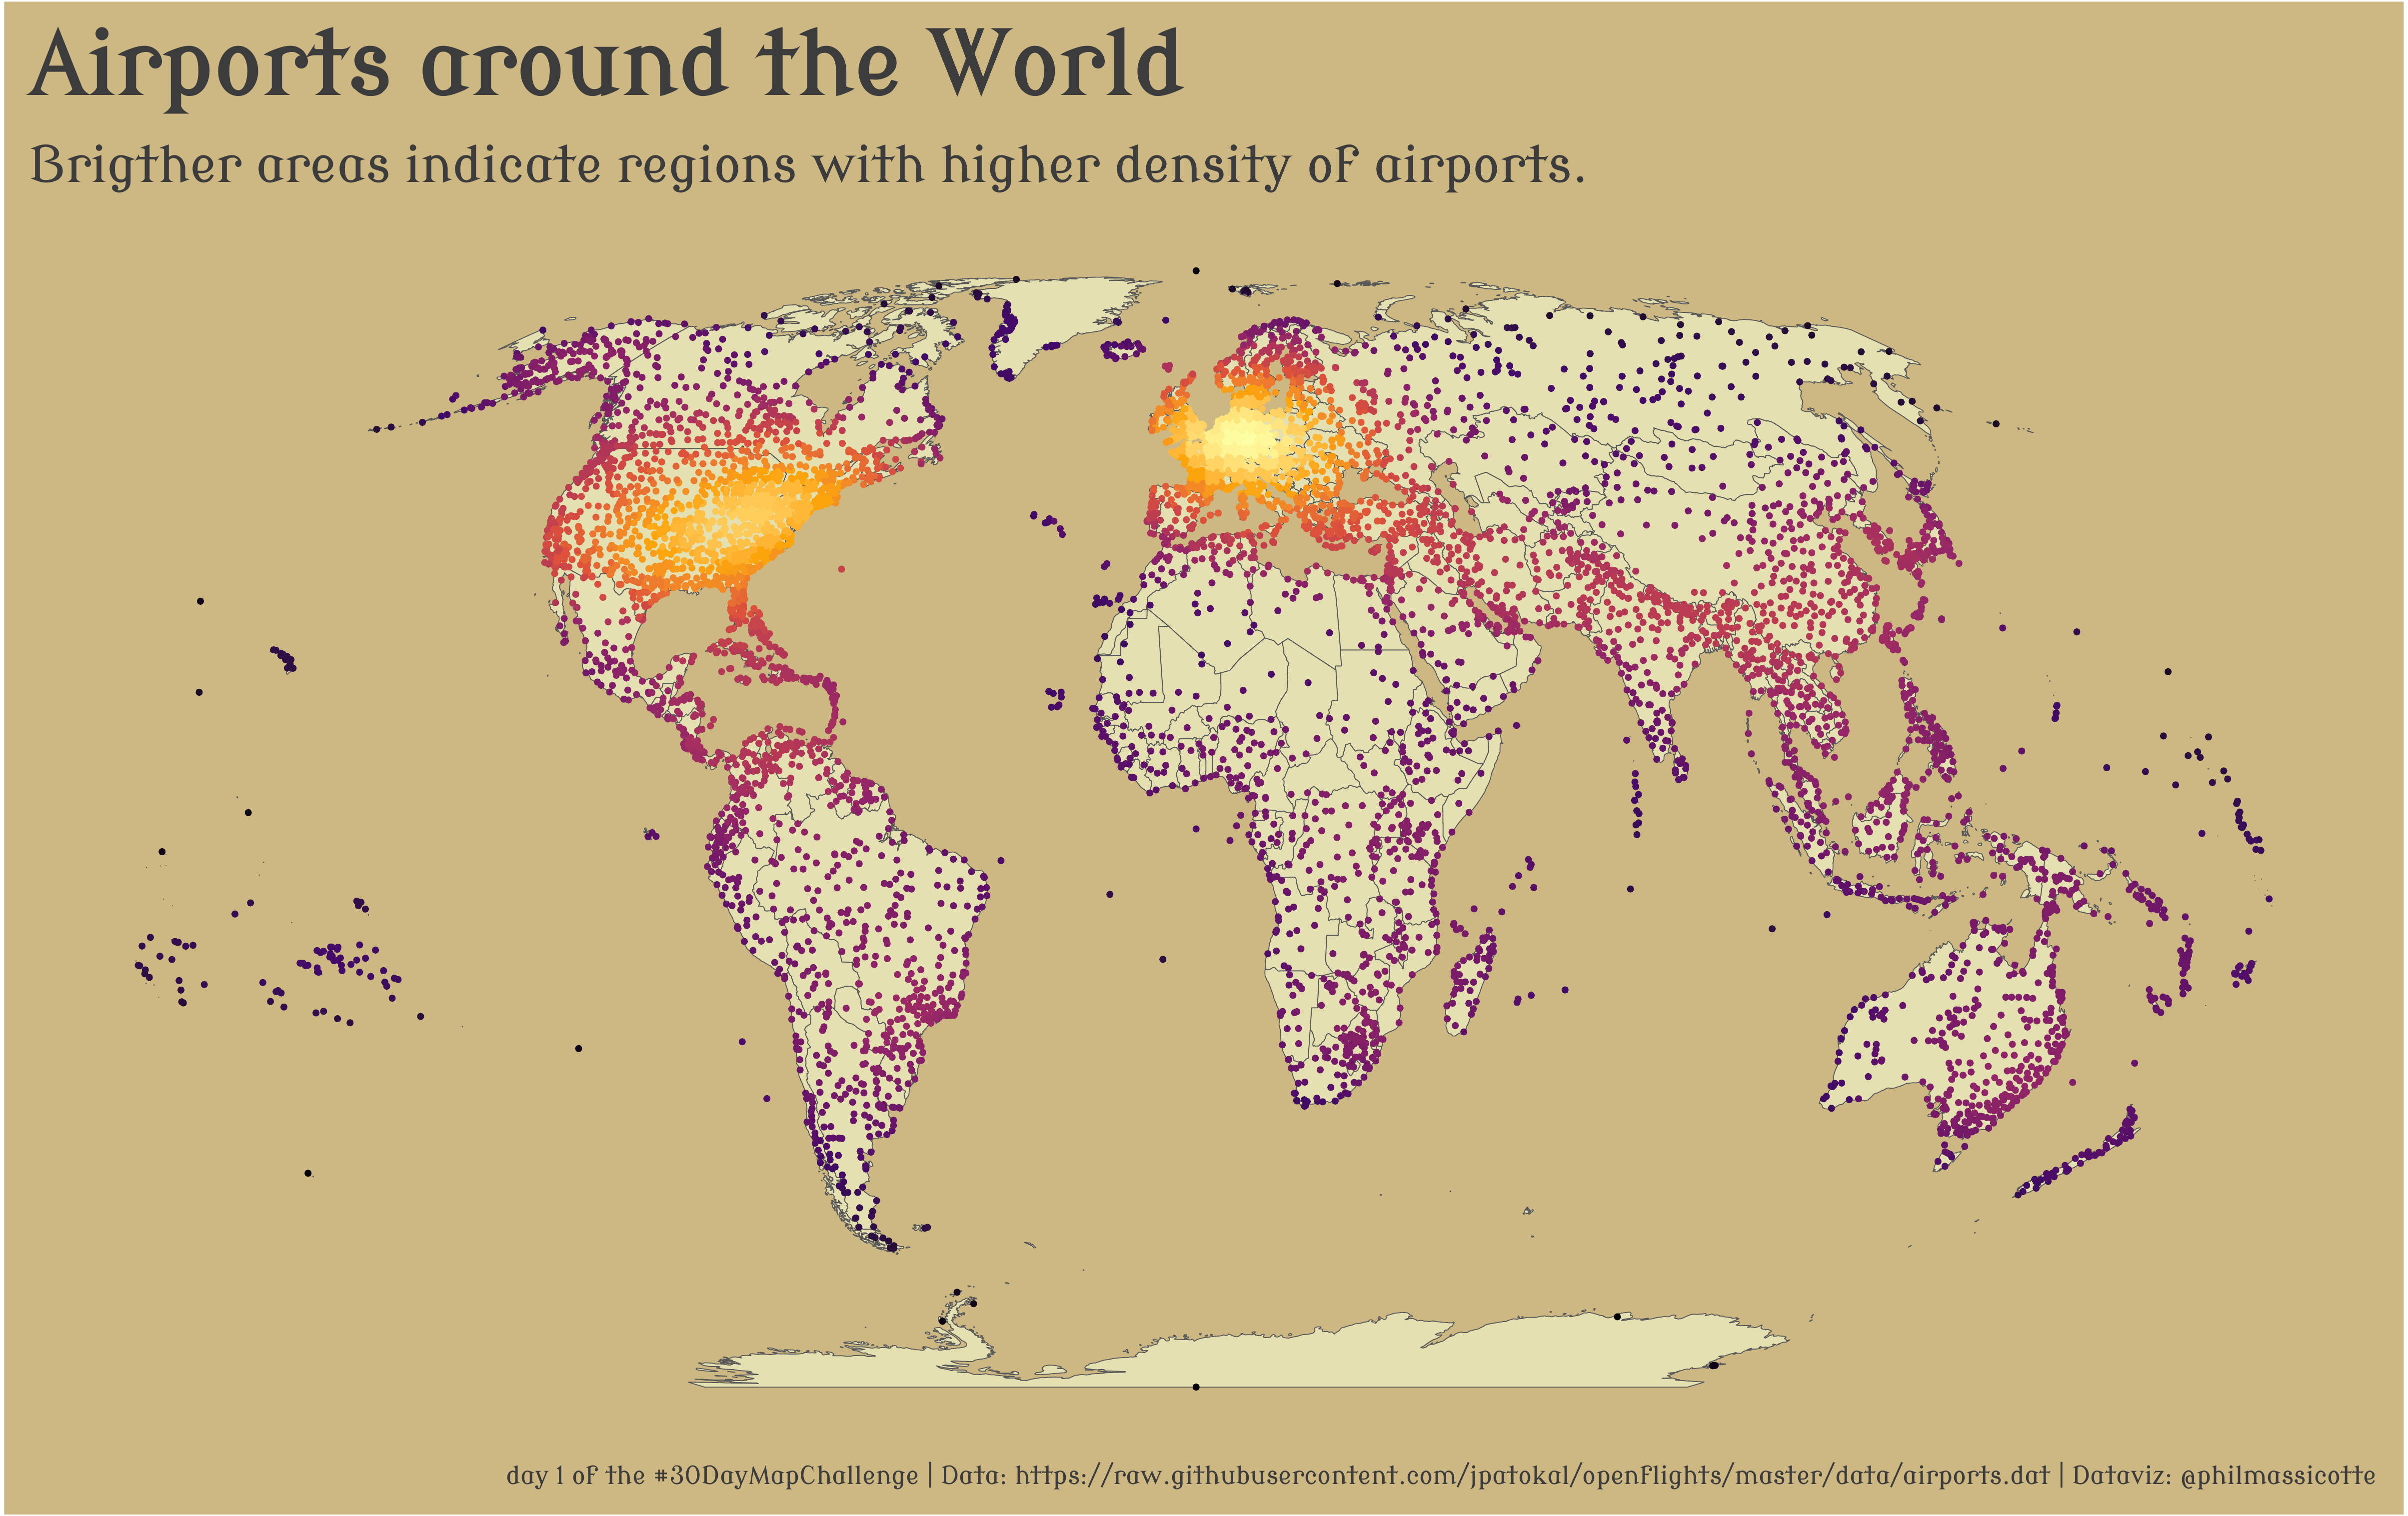 Airports around the World
Brigther areas indicate regions with higher density of airports.
day 1 of the #30DayMapChallenge | Data: https://raw.githubusercontent.com/jpatokal/openflights/master/data/airports.dat | Dataviz: @philmassicotte